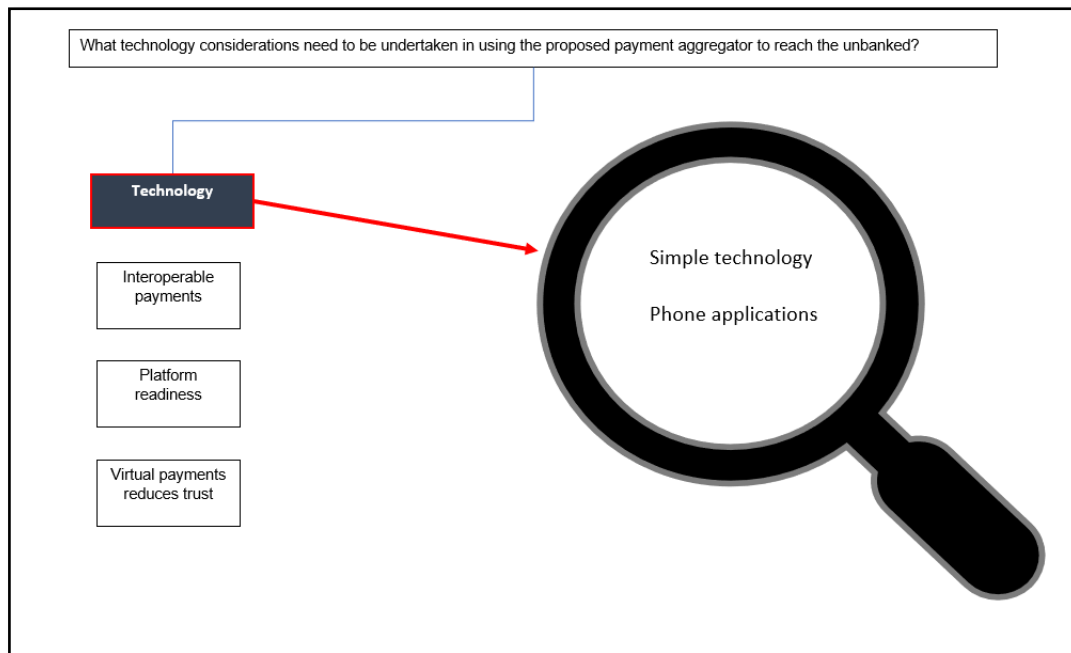 What technology considerations need to be undertaken in using the proposed payment aggregator to reach the unbanked?
Technology
Interoperable
payments
Platform
readiness
Virtual payments
reduces trust
Simple technology
Phone applications